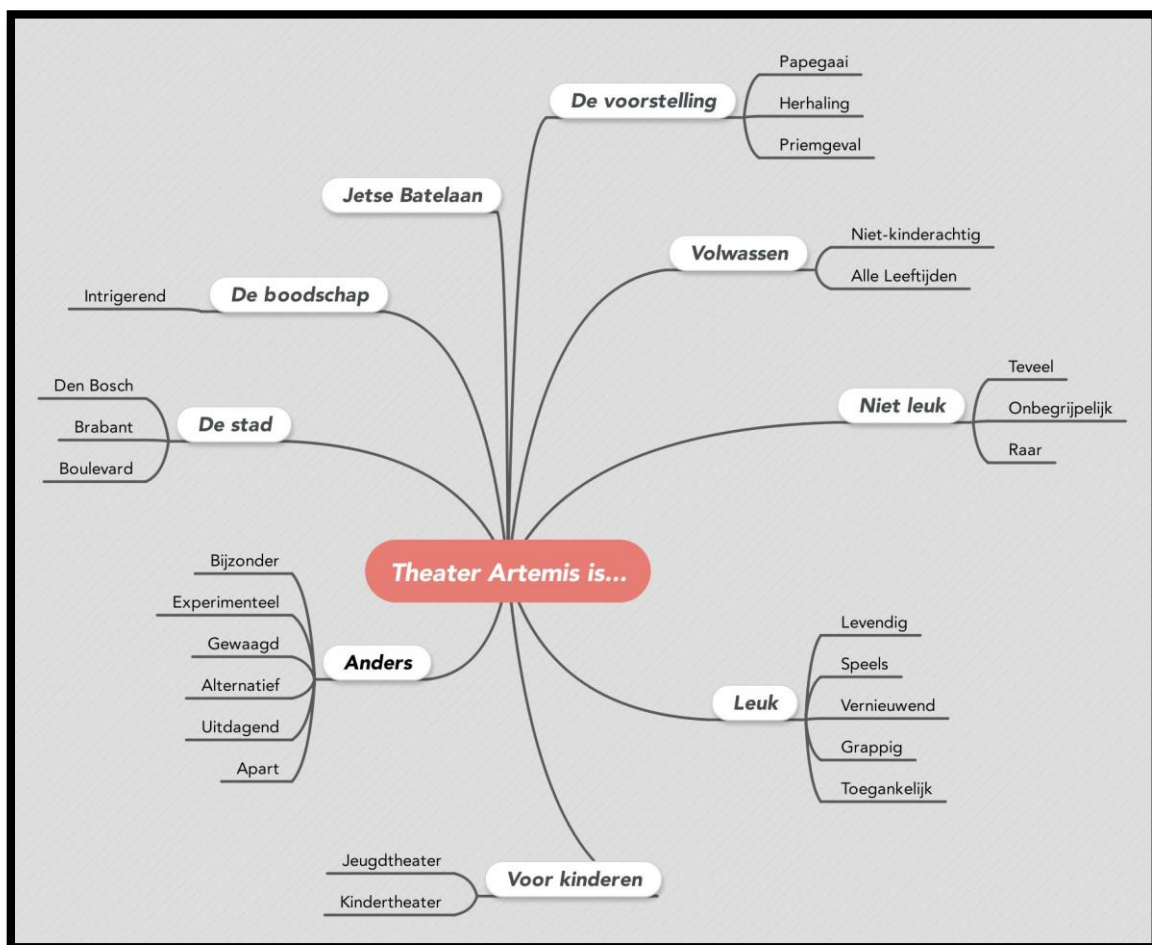 De voorstelling
Papegaai
Herhaling
Priemgeval
Jetse Batelaan
Volwassen
Niet-kinderachtig
Alle Leeftijden
De boodschap
Intrigerend
Niet leuk
Teveel
Onbegrijpelijk
Raar
De stad
Den Bosch
Brabant
Boulevard
Theater Artemis is...
Anders
Bijzonder
Experimenteel
Gewaagd
Alternatief
Uitdagend
Apart
Leuk
Levendig
Speels
Vernieuwend
Grappig
Toegankelijk
Voor kinderen
Jeugdtheater
Kindertheater